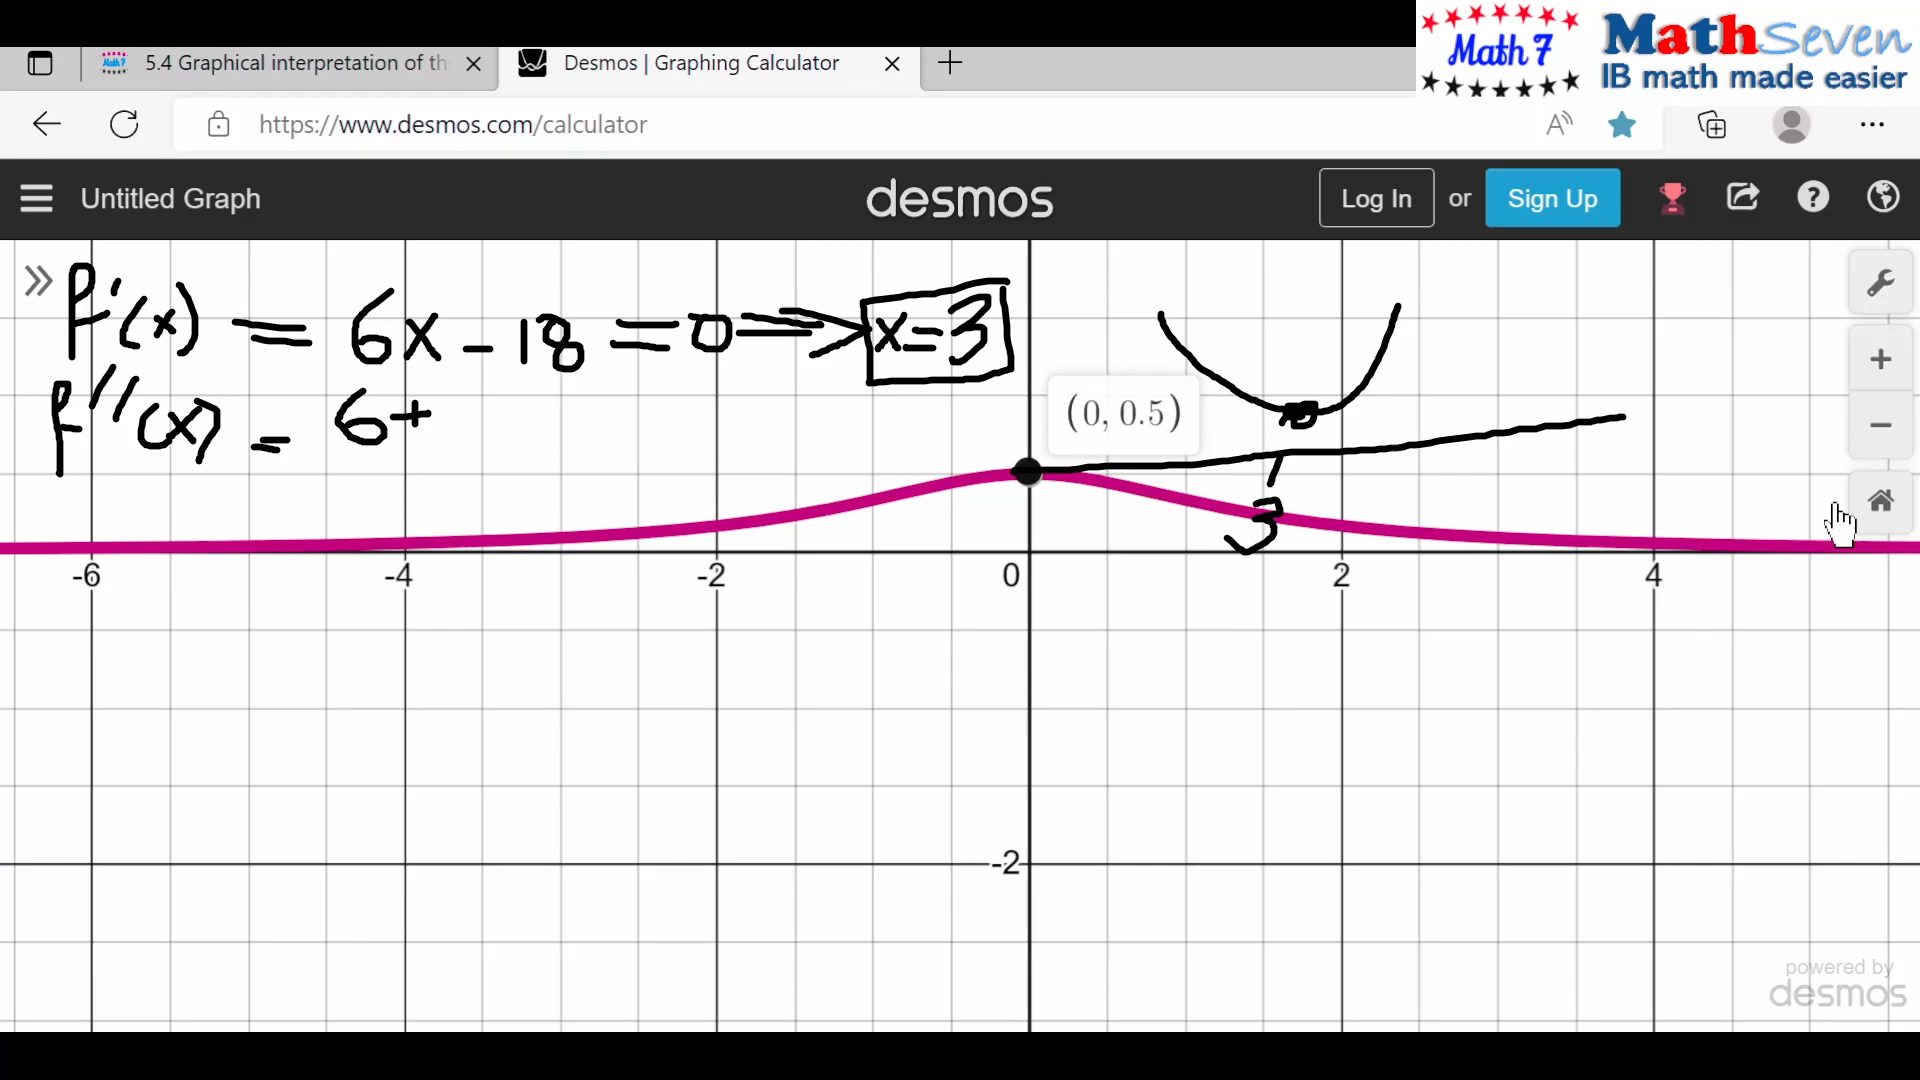 Math 7
MathSeven
IB math made easier
5.4 Graphical interpretation of th
Desmos | Graphing Calculator
https://www.desmos.com/calculator
Untitled Graph
desmos
Log In
or
Sign Up
f'(x) = 6x - 18 = 0 ⟹ x = 3
f''(x) = 6+
(0, 0.5)
3
-6
-4
-2
0
2
4
-2
powered by
desmos